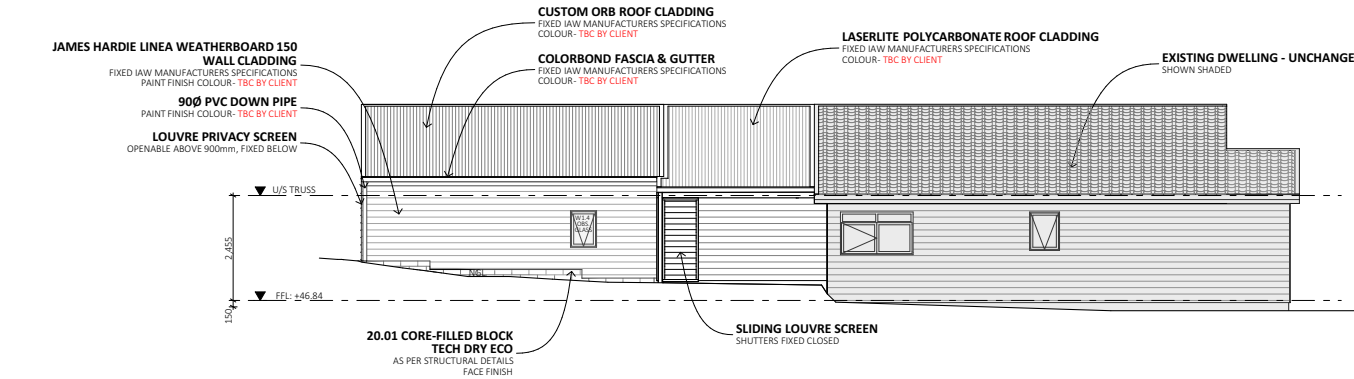 CUSTOM ORB ROOF CLADDING
FIXED IAW MANUFACTURERS SPECIFICATIONS
COLOUR- TBC BY CLIENT
JAMES HARDIE LINEA WEATHERBOARD 150
WALL CLADDING
FIXED IAW MANUFACTURERS SPECIFICATIONS
PAINT FINISH COLOUR- TBC BY CLIENT
COLORBOND FASCIA & GUTTER
FIXED IAW MANUFACTURERS SPECIFICATIONS
COLOUR- TBC BY CLIENT
LASERLITE POLYCARBONATE ROOF CLADDING
FIXED IAW MANUFACTURERS SPECIFICATIONS
COLOUR- TBC BY CLIENT
EXISTING DWELLING - UNCHANGE
SHOWN SHADED
90Ø PVC DOWN PIPE
PAINT FINISH COLOUR- TBC BY CLIENT
LOUVRE PRIVACY SCREEN
OPENABLE ABOVE 900mm, FIXED BELOW
U/S TRUSS
W1.4
OBS.
GLASS
2,455
NGL
FFL: +46.84
150
20.01 CORE-FILLED BLOCK
TECH DRY ECO
AS PER STRUCTURAL DETAILS
FACE FINISH
SLIDING LOUVRE SCREEN
SHUTTERS FIXED CLOSED